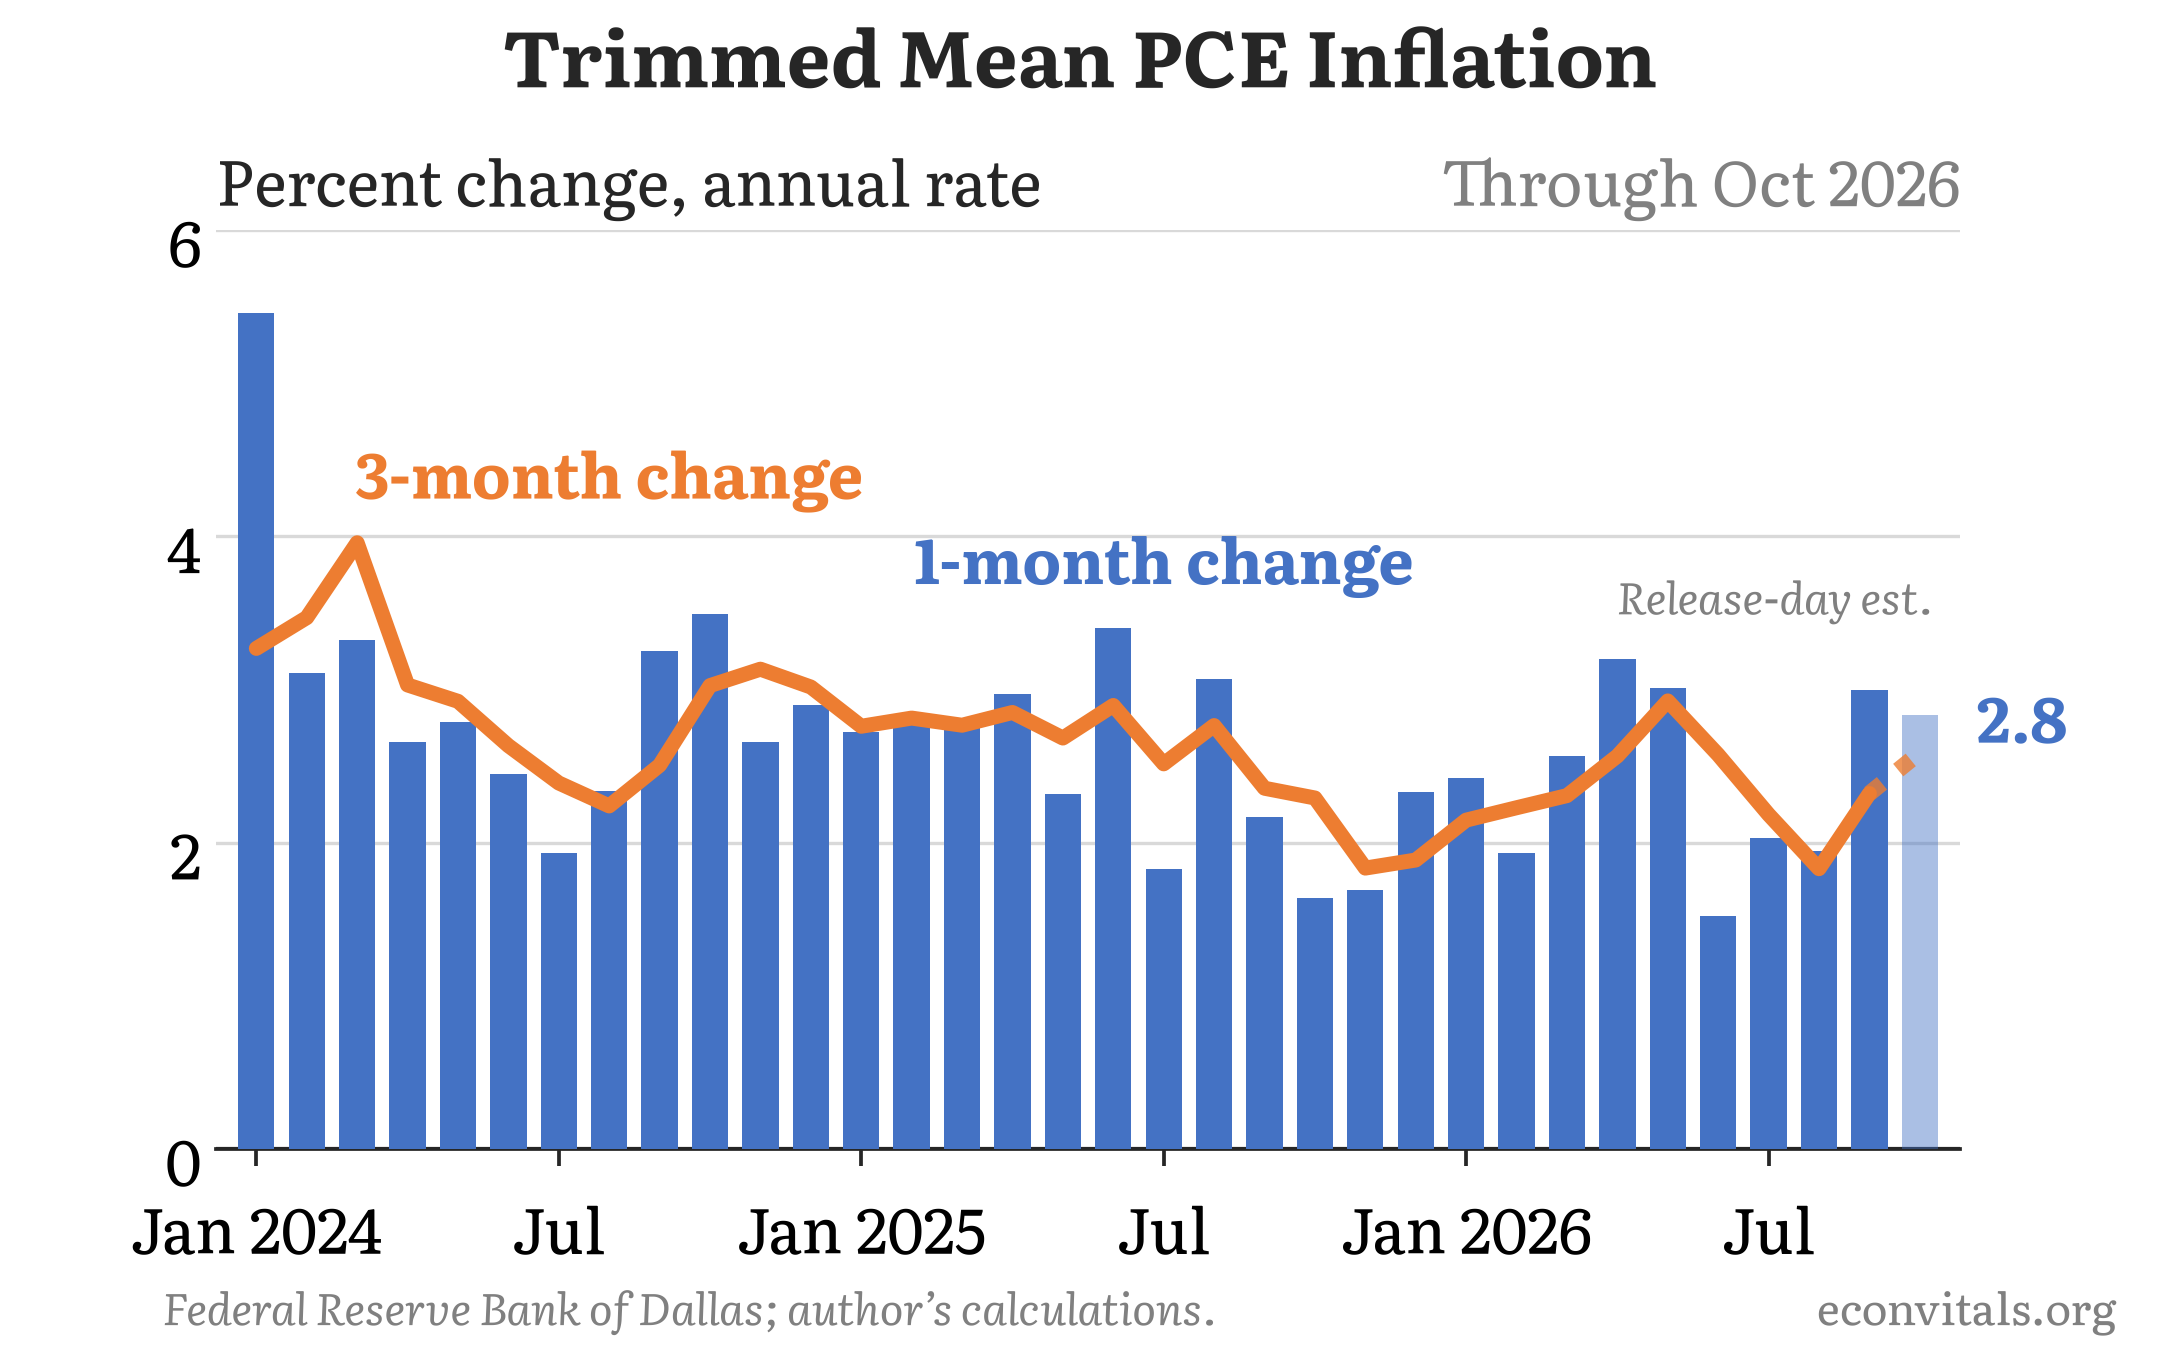 Trimmed Mean PCE Inflation
Percent change, annual rate
Through Oct 2026
6
3-month change
4
1-month change
Release-day est.
2.8
2
0
Jan 2024
Jul
Jan 2025
Jul
Jan 2026
Jul
Federal Reserve Bank of Dallas; author’s calculations.
econvitals.org